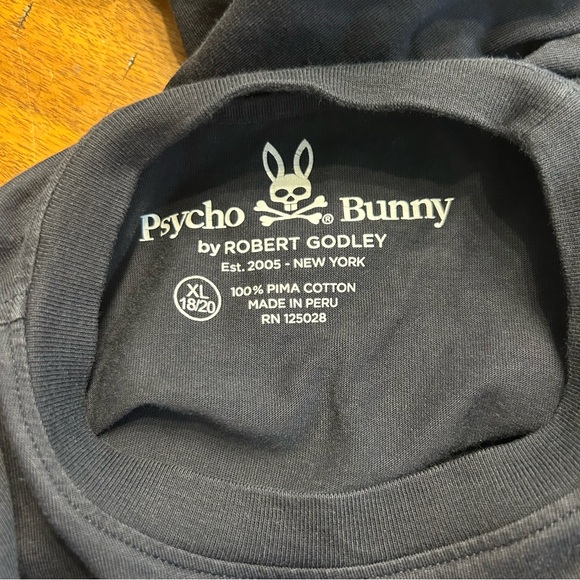 Psycho ® Bunny
by ROBERT GODLEY
Est. 2005 - NEW YORK
XL
18/20
100% PIMA COTTON
MADE IN PERU
RN 125028